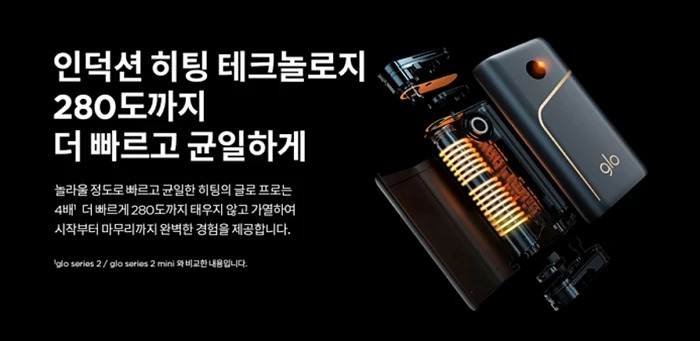 인덕션 히팅 테크놀로지
280도까지
더 빠르고 균일하게
놀라울 정도로 빠르고 균일한 히팅의 글로 프로는
4배¹ 더 빠르게 280도까지 태우지 않고 가열하여
시작부터 마무리까지 완벽한 경험을 제공합니다.
¹glo series 2 / glo series 2 mini 와 비교한 내용입니다.
glo